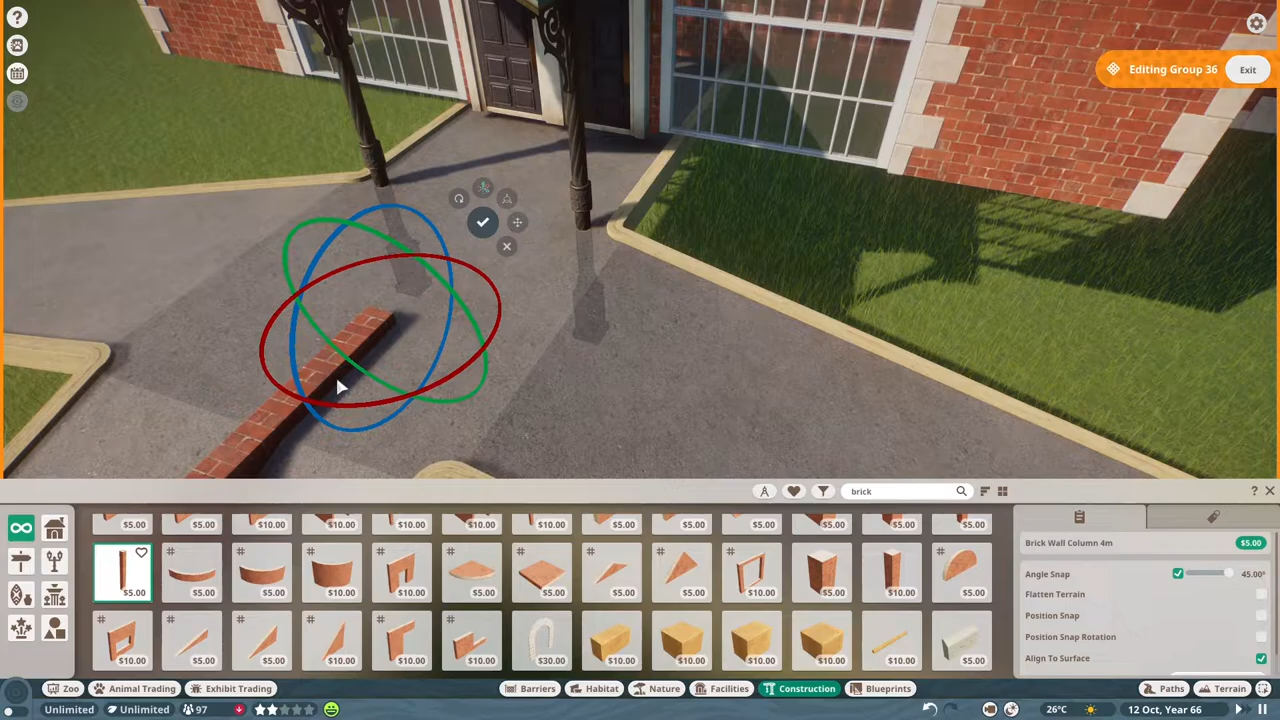 ?
Editing Group 36
Exit
brick
?
$5.00 $5.00 $10.00 $10.00 $10.00 $10.00 $10.00 $5.00 $5.00 $5.00 $5.00 $5.00 $5.00
Brick Wall Column 4m $5.00
$5.00 $5.00 $5.00 $5.00 $5.00 $5.00 $5.00 $5.00 $5.00 $10.00 $5.00 $10.00 $5.00
Angle Snap 45.00°
Flatten Terrain
Position Snap
Position Snap Rotation
Align To Surface
$10.00 $5.00 $5.00 $10.00 $10.00 $10.00 $30.00 $10.00 $10.00 $10.00 $10.00 $10.00 $5.00
Zoo Animal Trading Exhibit Trading Barriers Habitat Nature Facilities Construction Blueprints Paths Terrain
Unlimited Unlimited 97 26°C 12 Oct, Year 66